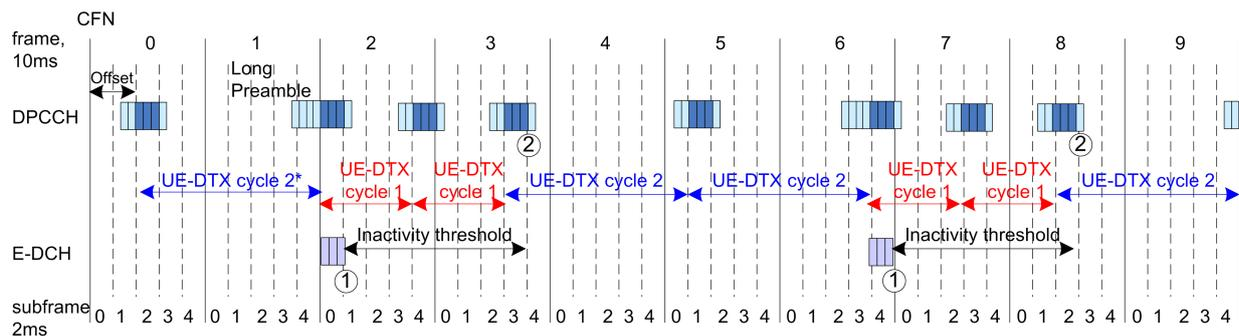 CFN
frame,
10ms
0 1 2 3 4 5 6 7 8 9
Offset
Long
Preamble
DPCCH
2 2
UE-DTX cycle 2*
UE-DTX
cycle 1
UE-DTX
cycle 1
UE-DTX cycle 2
UE-DTX cycle 2
UE-DTX
cycle 1
UE-DTX
cycle 1
UE-DTX cycle 2
Inactivity threshold
Inactivity threshold
E-DCH
1 1
subframe
2ms
0 1 2 3 4 0 1 2 3 4 0 1 2 3 4 0 1 2 3 4 0 1 2 3 4 0 1 2 3 4 0 1 2 3 4 0 1 2 3 4 0 1 2 3 4 0 1 2 3 4